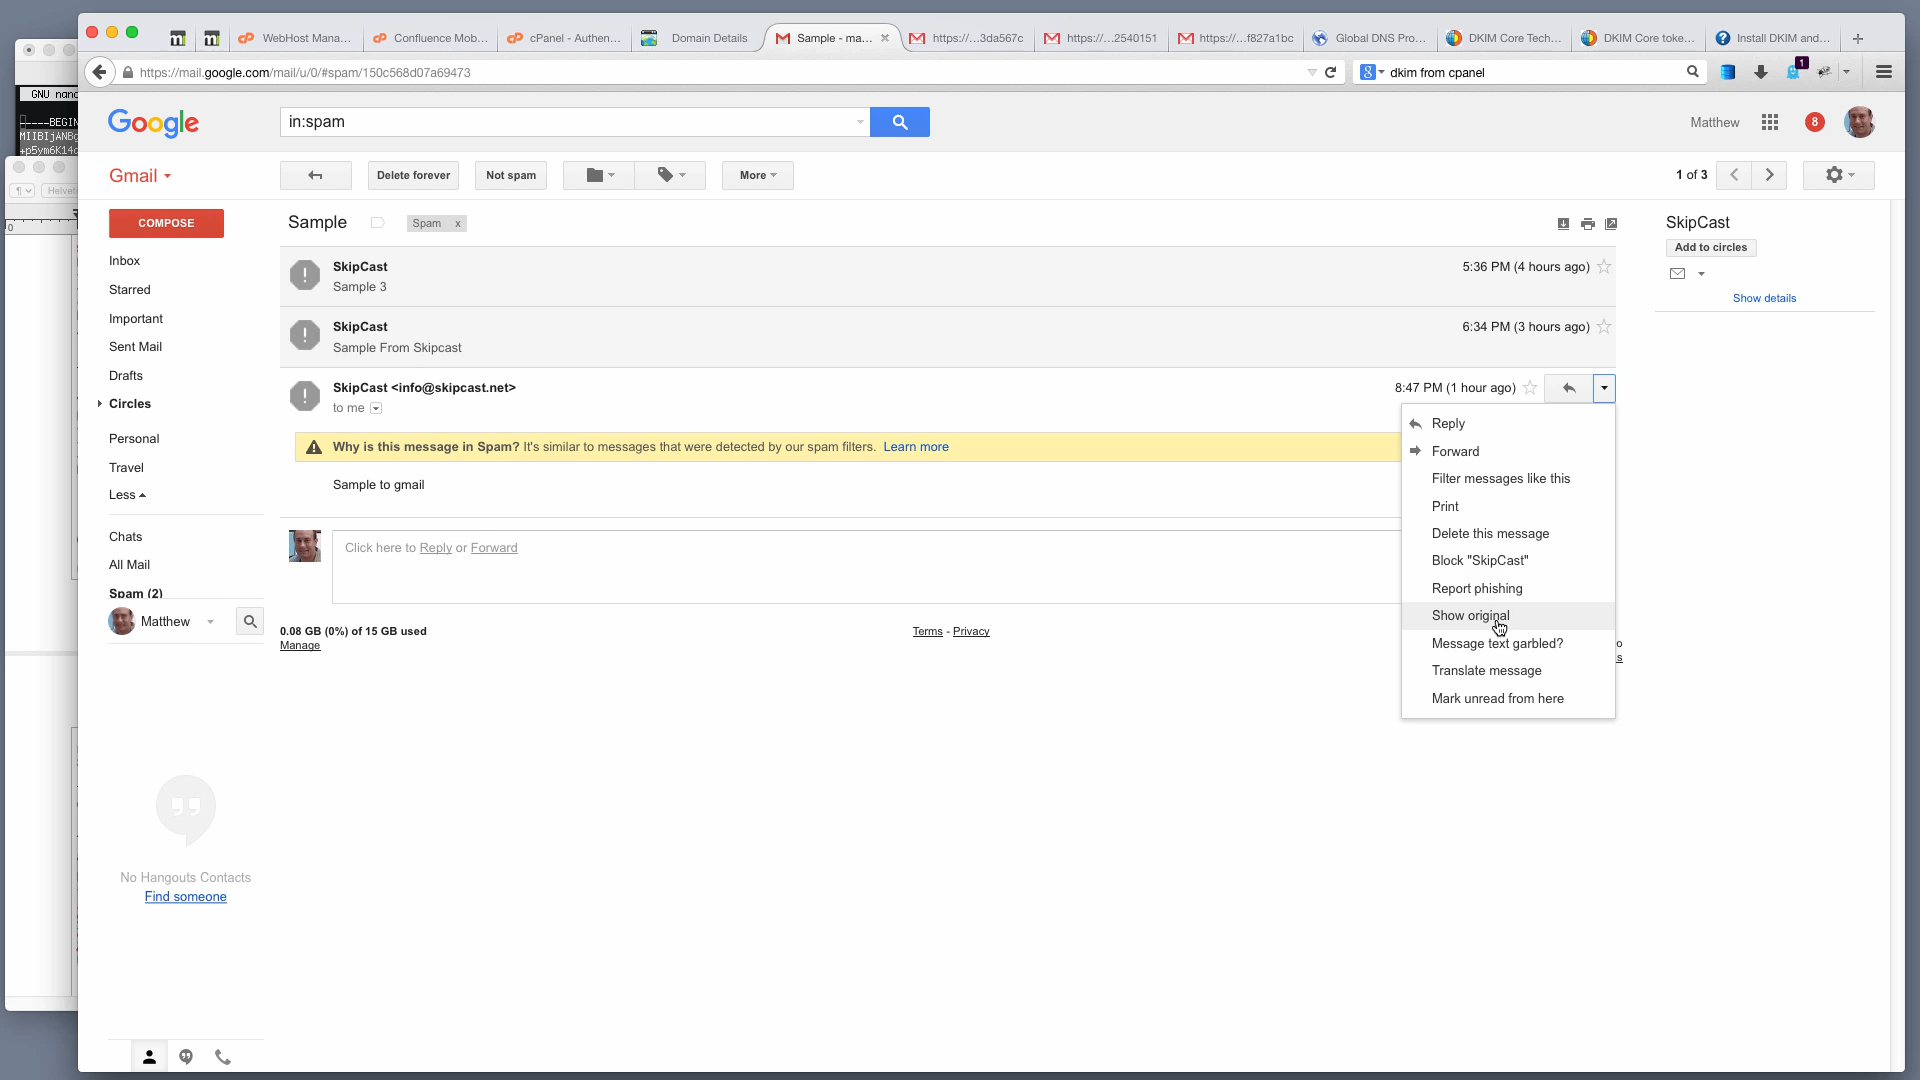 WebHost Mana...
Confluence Mob...
cPanel - Authen...
Domain Details
Sample - ma...
https://...3da567c
https://...2540151
https://...f827a1bc
Global DNS Pro...
DKIM Core Tech...
DKIM Core toke...
Install DKIM and...
https://mail.google.com/mail/u/0/#spam/150c568d07a69473
dkim from cpanel
1
GNU nano
-----BEGIN
MIIBIjANBg
+p5ym6K14c
Helveti
0
Google
in:spam
Matthew
8
Gmail
Delete forever
Not spam
More
1 of 3
COMPOSE
Inbox
Starred
Important
Sent Mail
Drafts
Circles
Personal
Travel
Less
Chats
All Mail
Spam (2)
Matthew
No Hangouts Contacts
Find someone
Sample
Spam x
SkipCast
5:36 PM (4 hours ago)
Sample 3
SkipCast
6:34 PM (3 hours ago)
Sample From Skipcast
SkipCast <info@skipcast.net>
8:47 PM (1 hour ago)
to me
Why is this message in Spam? It's similar to messages that were detected by our spam filters. Learn more
Sample to gmail
Click here to Reply or Forward
0.08 GB (0%) of 15 GB used
Manage
Terms - Privacy
Reply
Forward
Filter messages like this
Print
Delete this message
Block "SkipCast"
Report phishing
Show original
Message text garbled?
Translate message
Mark unread from here
SkipCast
Add to circles
Show details